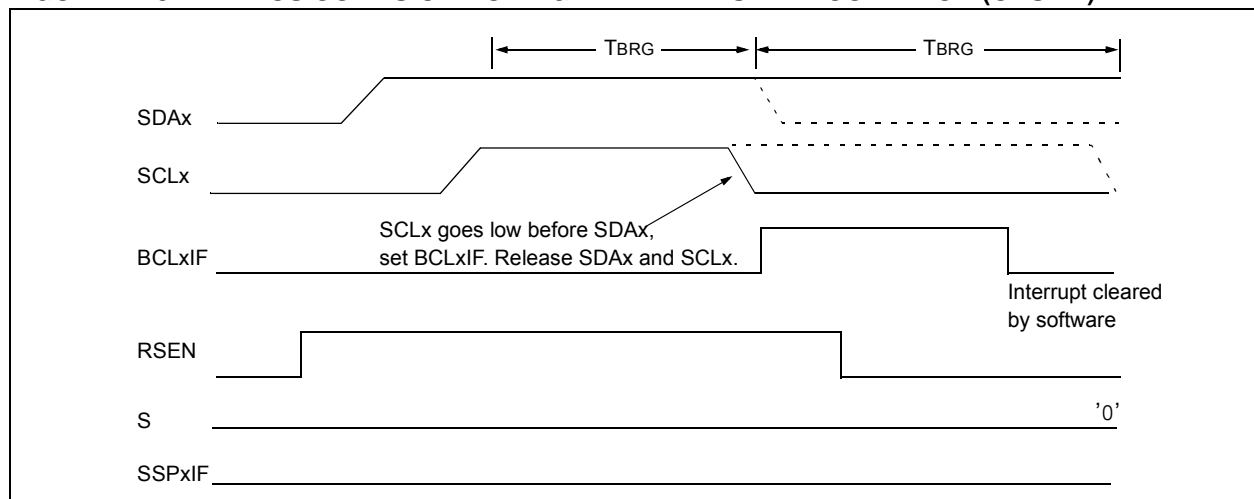 TBRG TBRG
SDAx
SCLx
SCLx goes low before SDAx,
set BCLxIF. Release SDAx and SCLx.
BCLxIF
Interrupt cleared
by software
RSEN
S '0'
SSPxIF